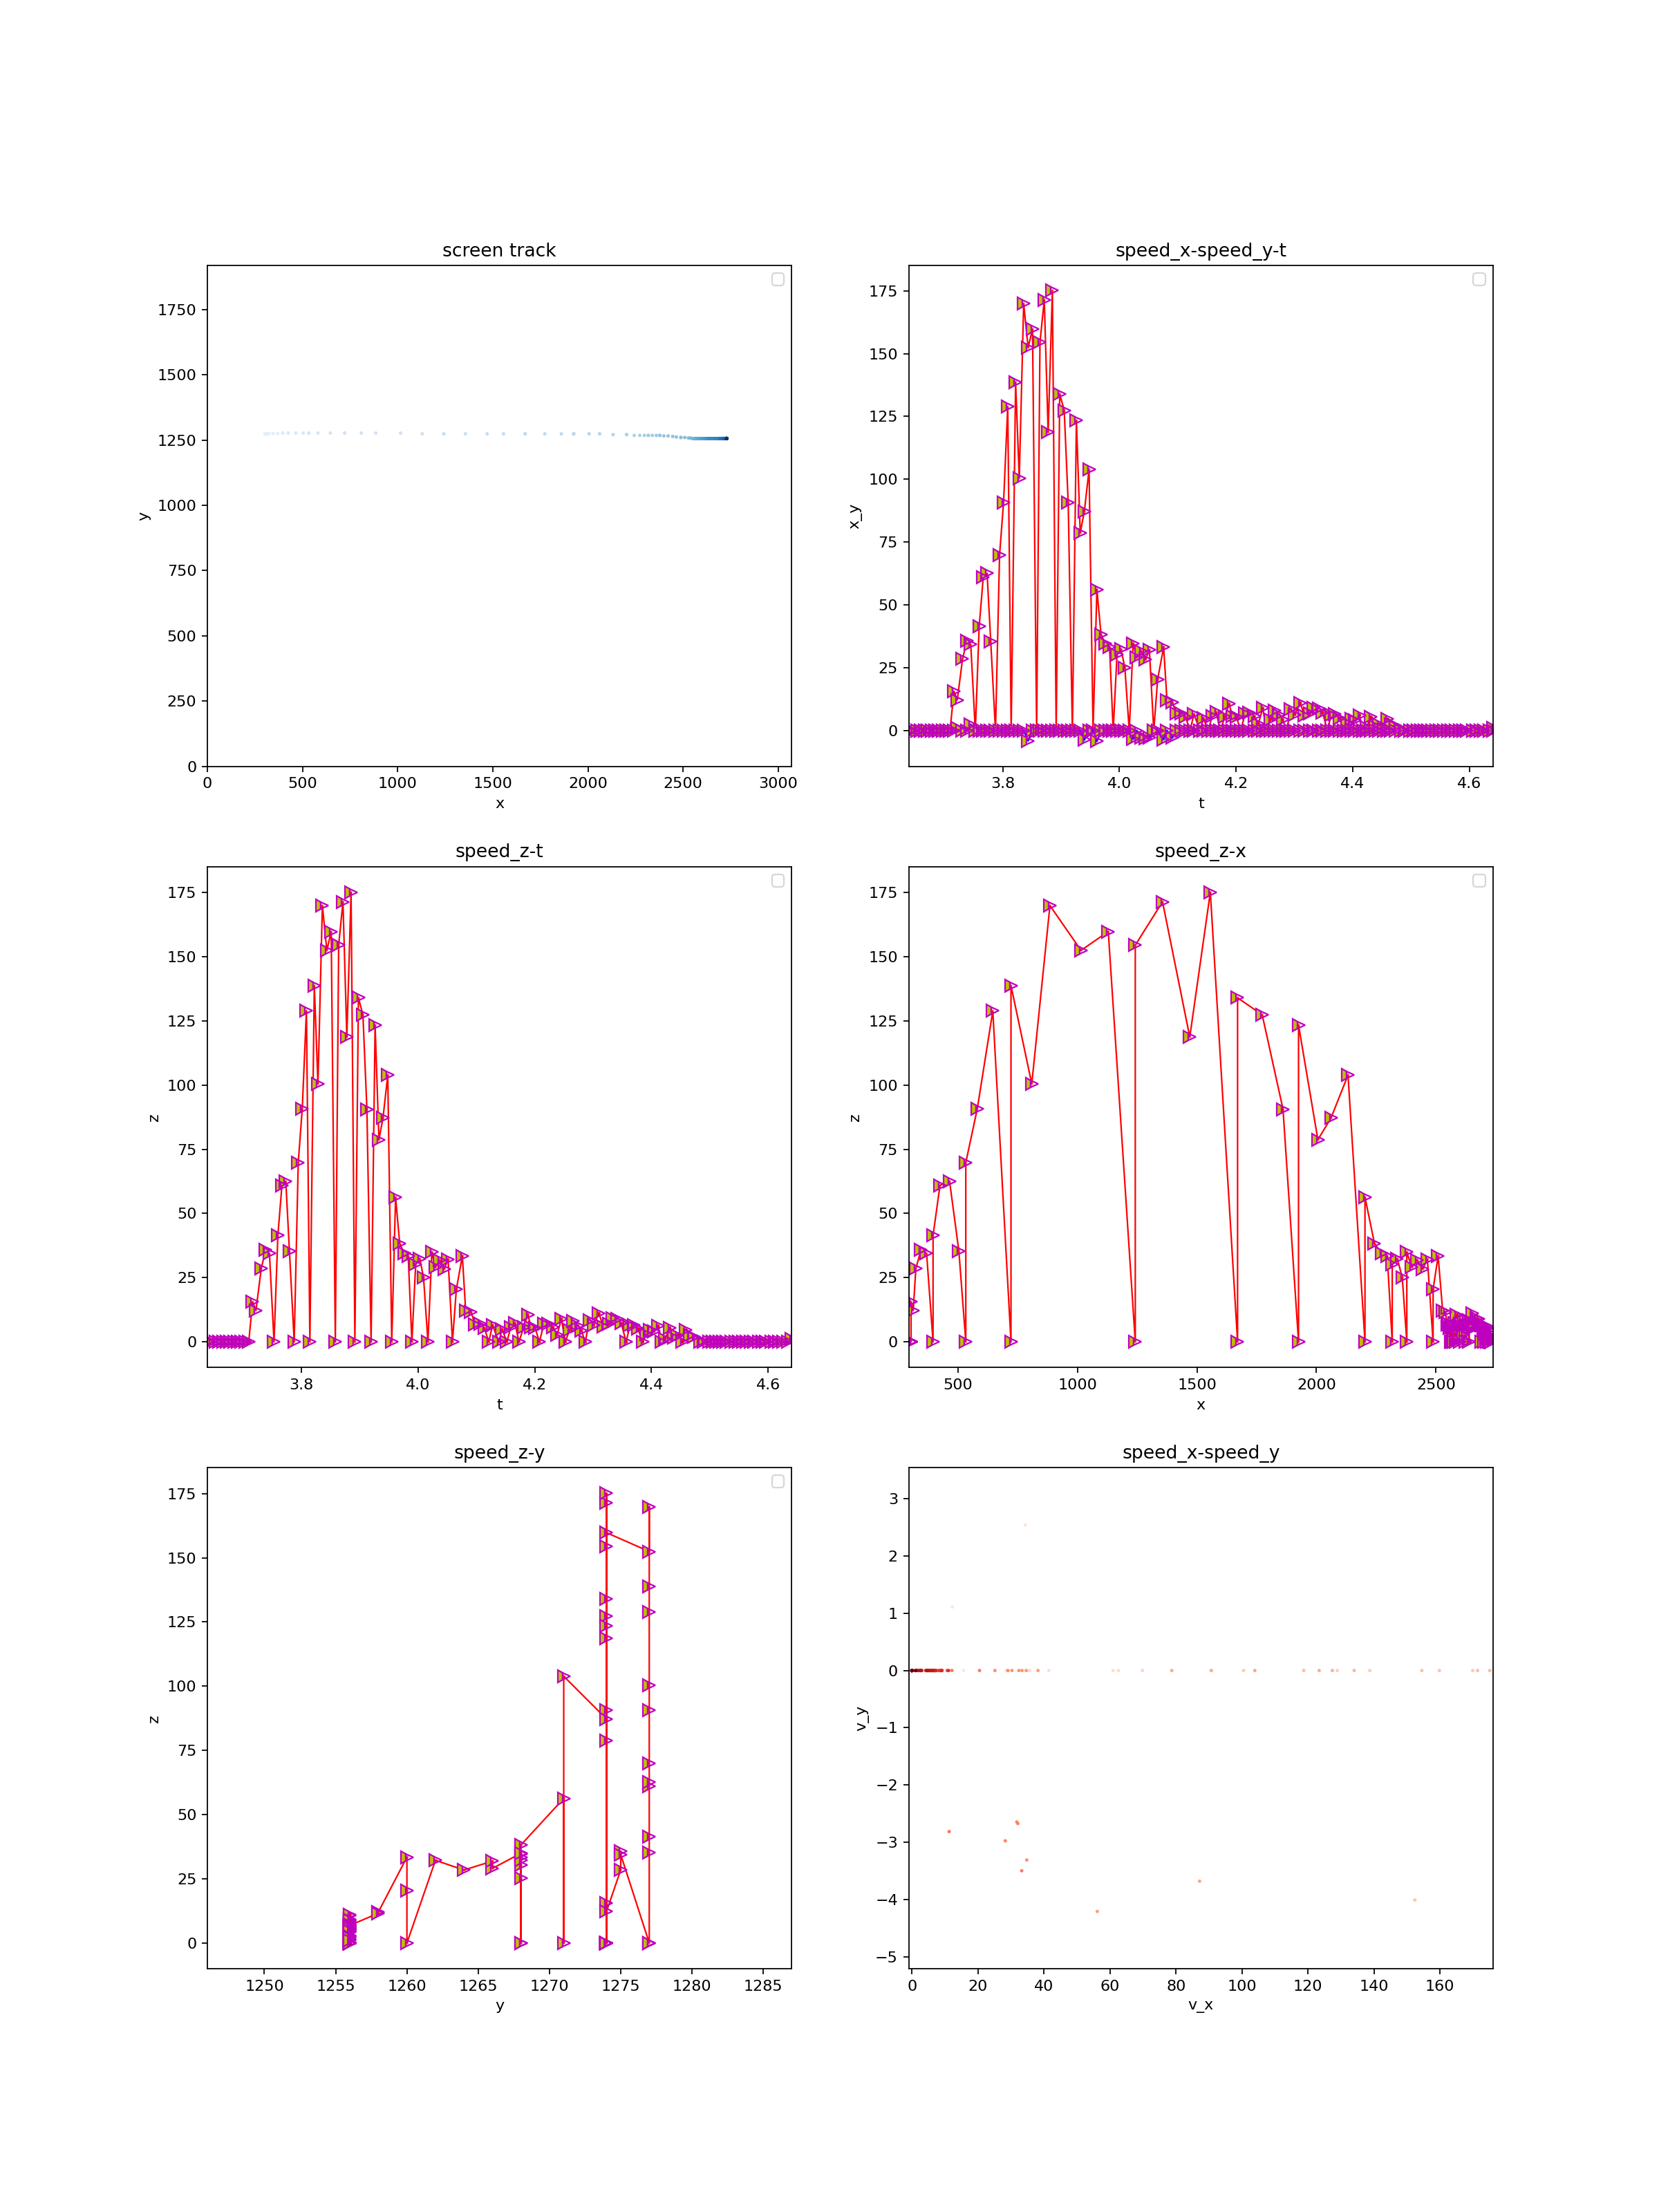 screen track
y
1750
1500
1250
1000
750
500
250
0
0 500 1000 1500 2000 2500 3000
x
speed_x-speed_y-t
x_y
175
150
125
100
75
50
25
0
3.8 4.0 4.2 4.4 4.6
t
speed_z-t
z
175
150
125
100
75
50
25
0
3.8 4.0 4.2 4.4 4.6
t
speed_z-x
z
175
150
125
100
75
50
25
0
500 1000 1500 2000 2500
x
speed_z-y
z
175
150
125
100
75
50
25
0
1250 1255 1260 1265 1270 1275 1280 1285
y
speed_x-speed_y
v_y
3
2
1
0
−1
−2
−3
−4
−5
0 20 40 60 80 100 120 140 160
v_x